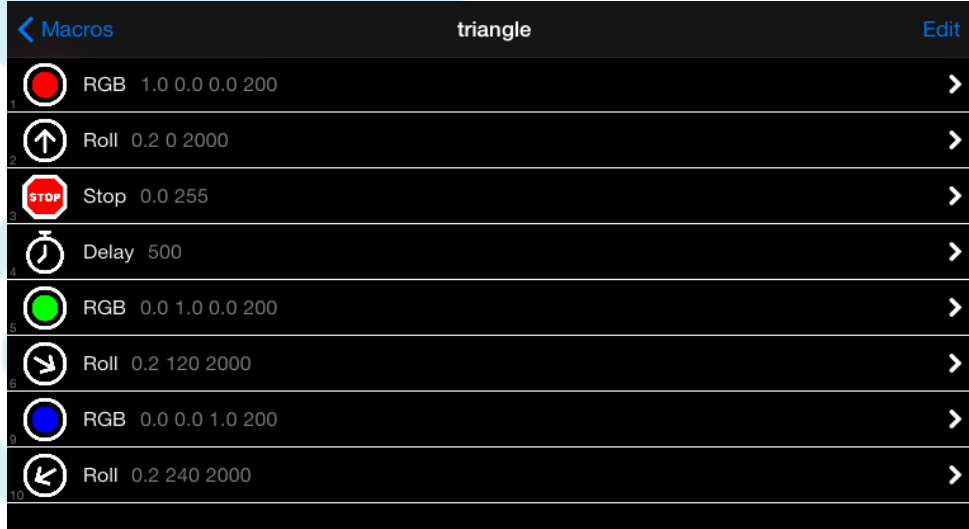 Macros triangle Edit
1 RGB 1.0 0.0 0.0 200
2 Roll 0.2 0 2000
3 STOP Stop 0.0 255
4 Delay 500
5 RGB 0.0 1.0 0.0 200
6 Roll 0.2 120 2000
9 RGB 0.0 0.0 1.0 200
10 Roll 0.2 240 2000